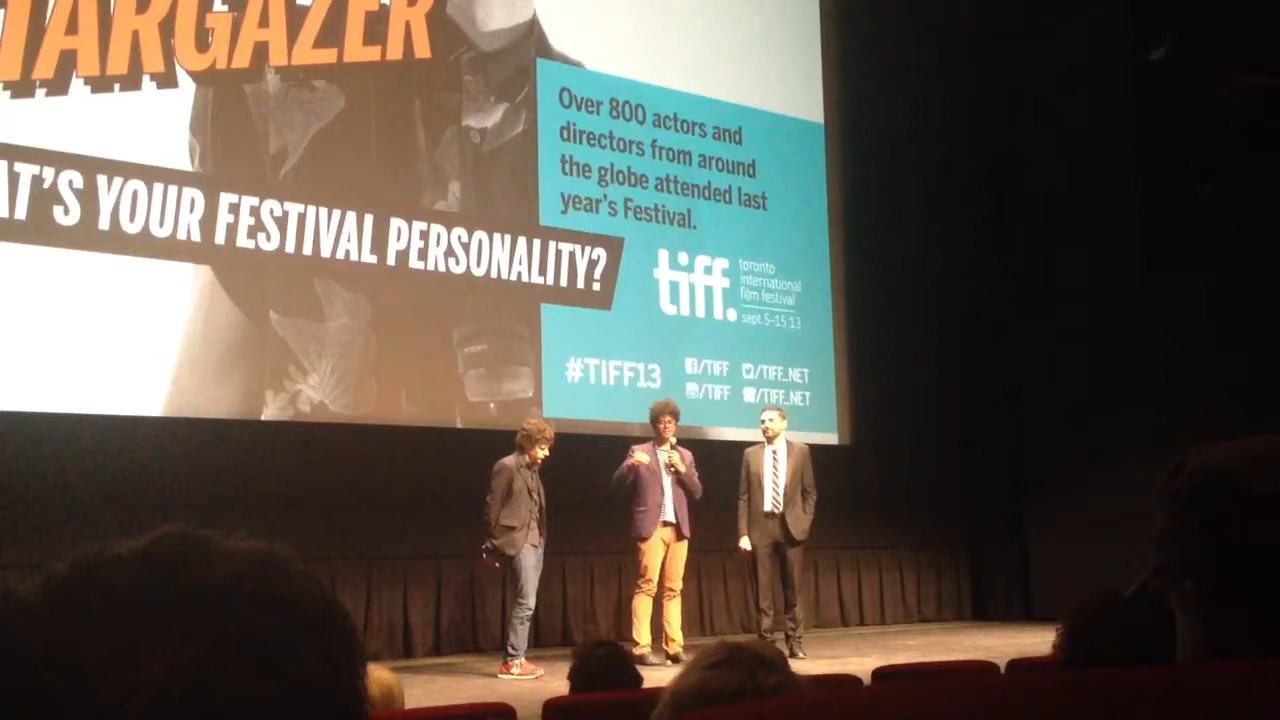 TARGAZER
AT'S YOUR FESTIVAL PERSONALITY?
Over 800 actors and
directors from around
the globe attended last
year's Festival.
tiff.
toronto
international
film festival
sept.5-15.13
#TIFF13
/TIFF
/TIFF_NET
/TIFF
/TIFF_NET